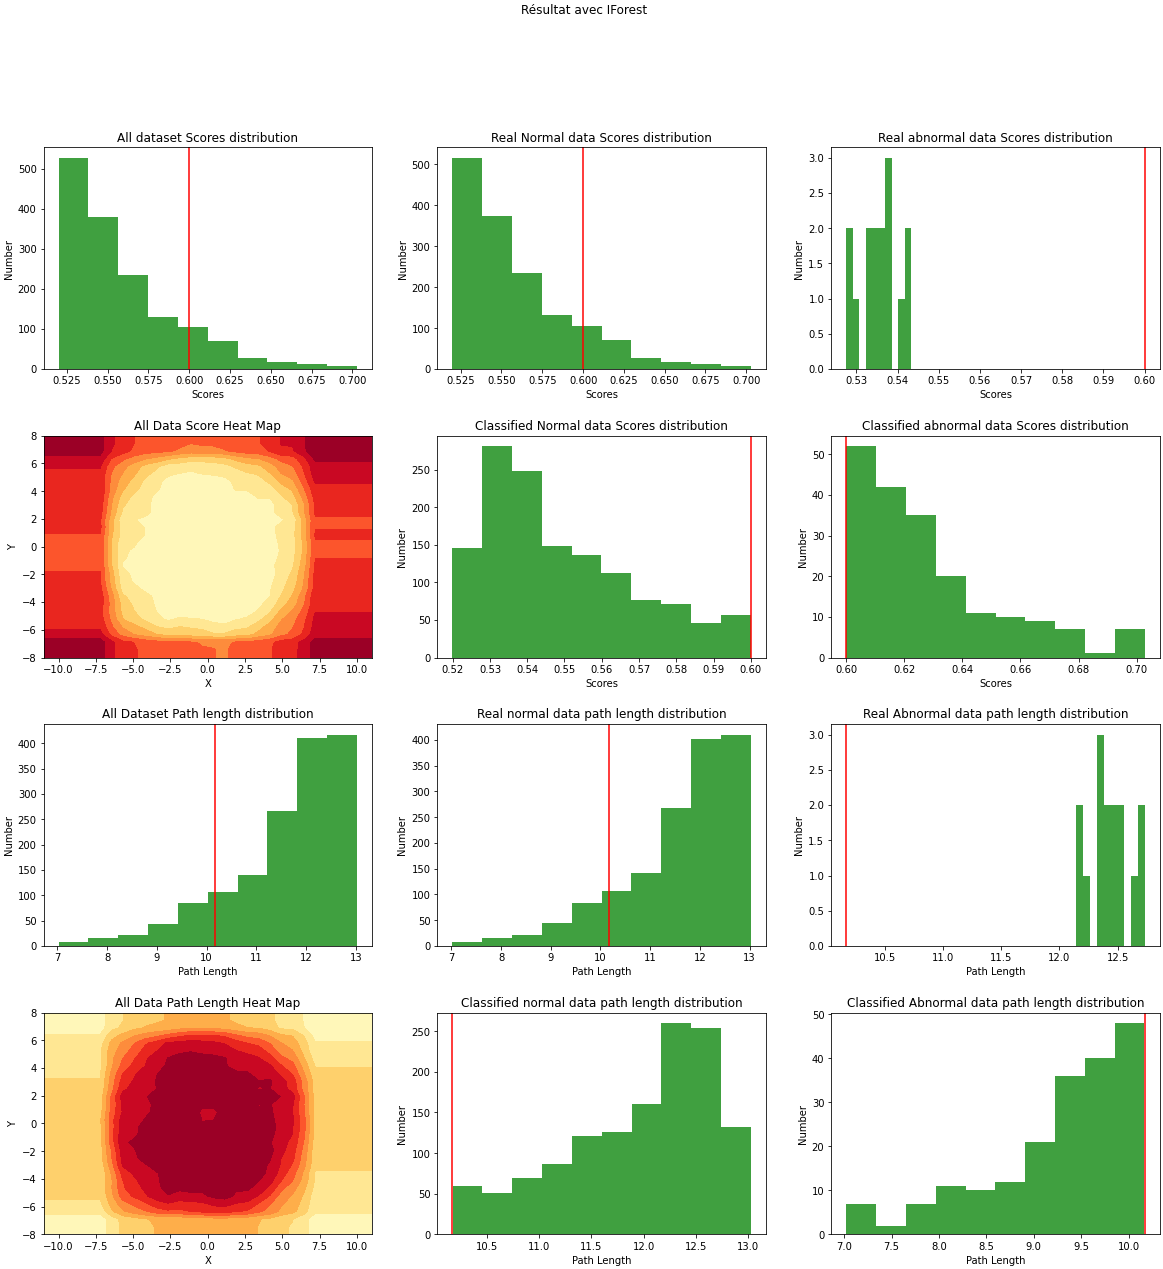 Résultat avec IForest
All dataset Scores distribution
Number
500
400
300
200
100
0
0.525 0.550 0.575 0.600 0.625 0.650 0.675 0.700
Scores
Real Normal data Scores distribution
Number
500
400
300
200
100
0
0.525 0.550 0.575 0.600 0.625 0.650 0.675 0.700
Scores
Real abnormal data Scores distribution
Number
3.0
2.5
2.0
1.5
1.0
0.5
0.0
0.53 0.54 0.55 0.56 0.57 0.58 0.59 0.60
Scores
All Data Score Heat Map
Y
8
6
4
2
0
−2
−4
−6
−8
−10.0 −7.5 −5.0 −2.5 0.0 2.5 5.0 7.5 10.0
X
Classified Normal data Scores distribution
Number
250
200
150
100
50
0
0.52 0.53 0.54 0.55 0.56 0.57 0.58 0.59 0.60
Scores
Classified abnormal data Scores distribution
Number
50
40
30
20
10
0
0.60 0.62 0.64 0.66 0.68 0.70
Scores
All Dataset Path length distribution
Number
400
350
300
250
200
150
100
50
0
7 8 9 10 11 12 13
Path Length
Real normal data path length distribution
Number
400
350
300
250
200
150
100
50
0
7 8 9 10 11 12 13
Path Length
Real Abnormal data path length distribution
Number
3.0
2.5
2.0
1.5
1.0
0.5
0.0
10.5 11.0 11.5 12.0 12.5
Path Length
All Data Path Length Heat Map
Y
8
6
4
2
0
−2
−4
−6
−8
−10.0 −7.5 −5.0 −2.5 0.0 2.5 5.0 7.5 10.0
X
Classified normal data path length distribution
Number
250
200
150
100
50
0
10.5 11.0 11.5 12.0 12.5 13.0
Path Length
Classified Abnormal data path length distribution
Number
50
40
30
20
10
0
7.0 7.5 8.0 8.5 9.0 9.5 10.0
Path Length